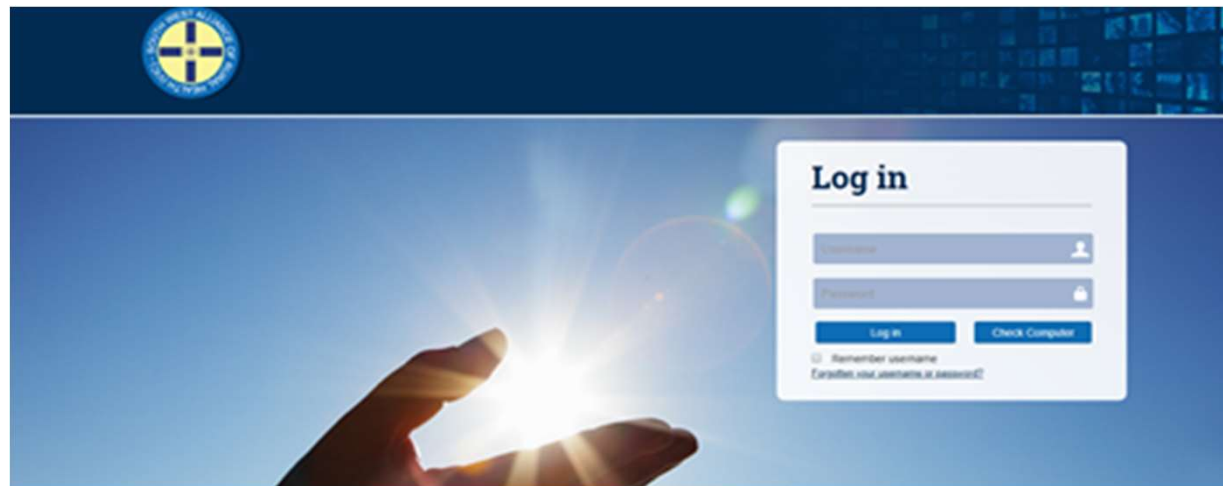 SOUTH WEST ALLIANCE OF RURAL HEALTH (VIC)
Log in
Username
Password
Log in
Check Computer
Remember username
Forgotten your username or password?